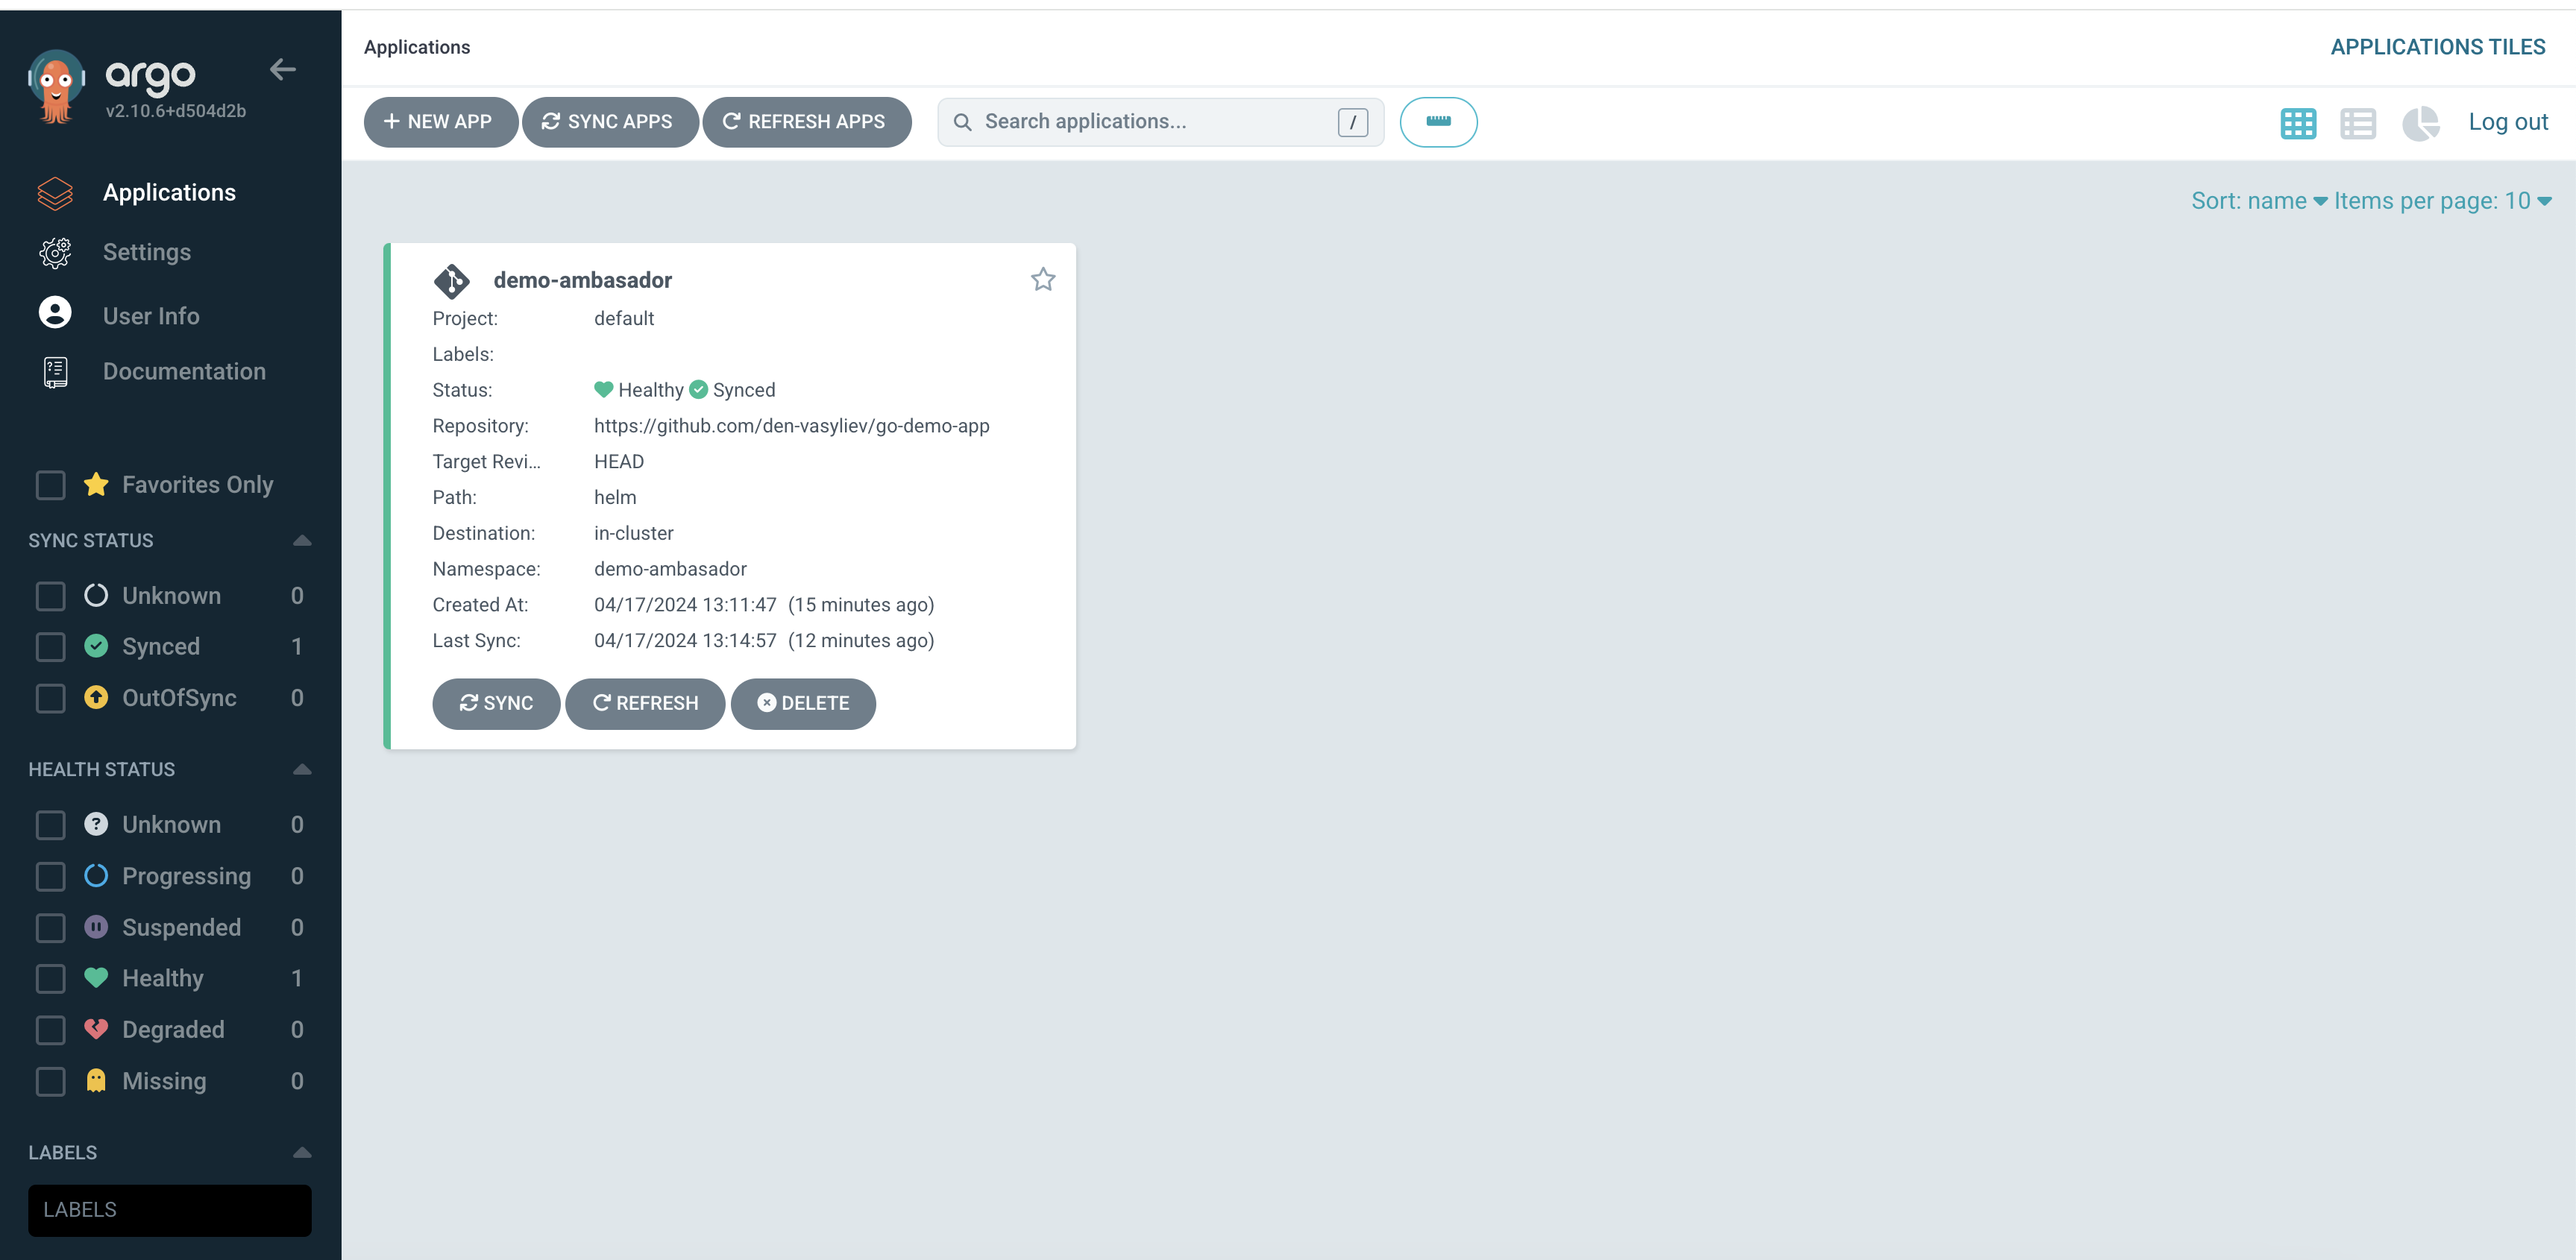 argo
v2.10.6+d504d2b
Applications
Settings
User Info
Documentation
Favorites Only
SYNC STATUS
Unknown 0
Synced 1
OutOfSync 0
HEALTH STATUS
Unknown 0
Progressing 0
Suspended 0
Healthy 1
Degraded 0
Missing 0
LABELS
LABELS
Applications
APPLICATIONS TILES
NEW APP SYNC APPS REFRESH APPS Search applications... / Log out
Sort: name Items per page: 10
demo-ambasador
Project: default
Labels:
Status: Healthy Synced
Repository: https://github.com/den-vasyliev/go-demo-app
Target Revi... HEAD
Path: helm
Destination: in-cluster
Namespace: demo-ambasador
Created At: 04/17/2024 13:11:47 (15 minutes ago)
Last Sync: 04/17/2024 13:14:57 (12 minutes ago)
SYNC REFRESH DELETE